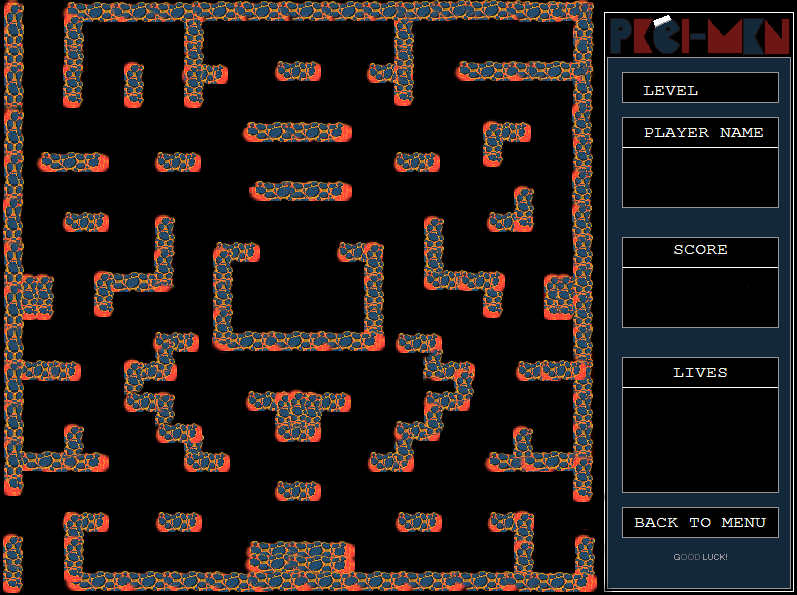 LEVEL
PLAYER NAME
SCORE
LIVES
BACK TO MENU
GOOD LUCK!